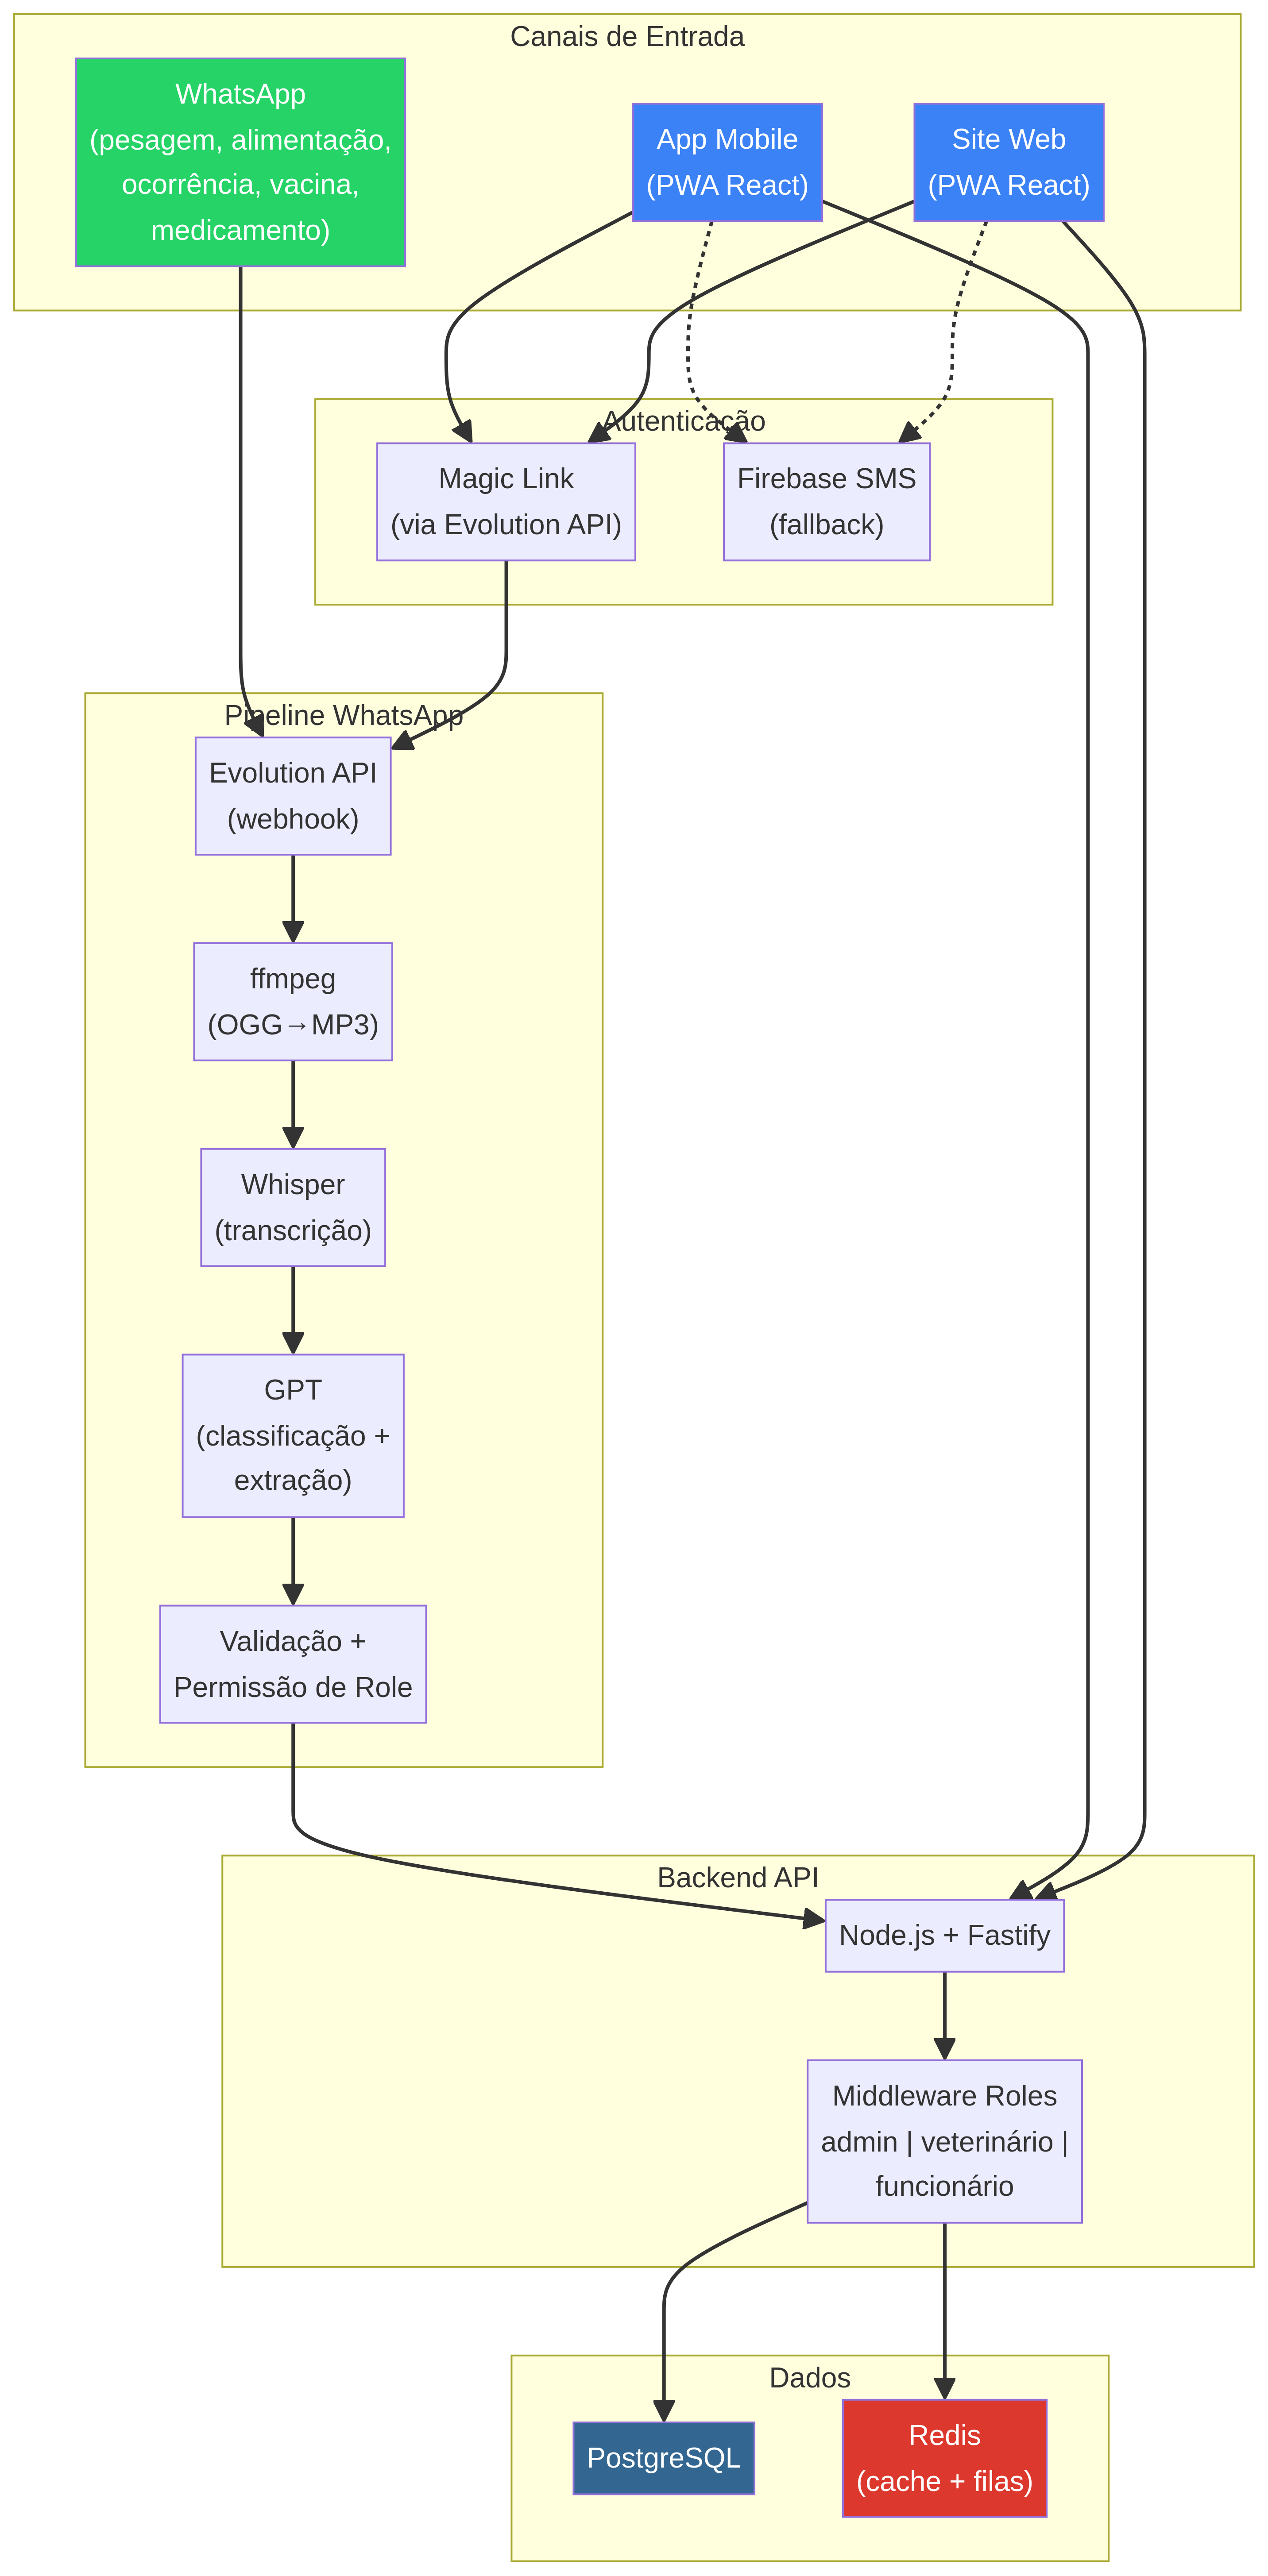 Canais de Entrada
WhatsApp
(pesagem, alimentação,
ocorrência, vacina,
medicamento)
App Mobile
(PWA React)
Site Web
(PWA React)
Autenticação
Magic Link
(via Evolution API)
Firebase SMS
(fallback)
Pipeline WhatsApp
Evolution API
(webhook)
ffmpeg
(OGG→MP3)
Whisper
(transcrição)
GPT
(classificação +
extração)
Validação +
Permissão de Role
Backend API
Node.js + Fastify
Middleware Roles
admin | veterinário |
funcionário
Dados
PostgreSQL
Redis
(cache + filas)